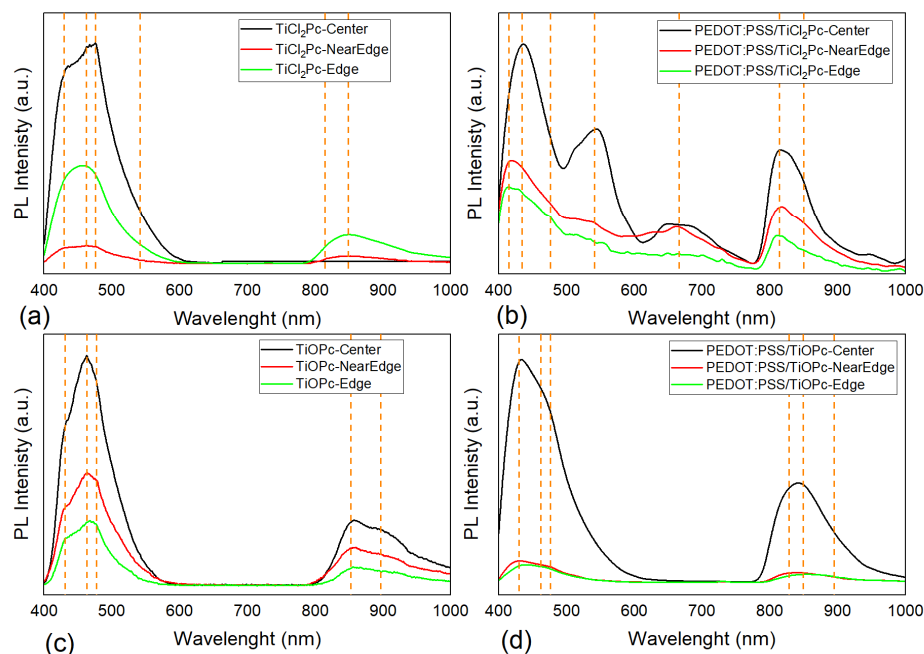 TiCl₂Pc-Center
TiCl₂Pc-NearEdge
TiCl₂Pc-Edge
PL Intenisty (a.u.)
400 500 600 700 800 900 1000
Wavelenght (nm)
(a)
PEDOT:PSS/TiCl₂Pc-Center
PEDOT:PSS/TiCl₂Pc-NearEdge
PEDOT:PSS/TiCl₂Pc-Edge
PL Intenisty (a.u.)
400 500 600 700 800 900 1000
Wavelenght (nm)
(b)
TiOPc-Center
TiOPc-NearEdge
TiOPc-Edge
PL Intenisty (a.u.)
400 500 600 700 800 900 1000
Wavelenght (nm)
(c)
PEDOT:PSS/TiOPc-Center
PEDOT:PSS/TiOPc-NearEdge
PEDOT:PSS/TiOPc-Edge
PL Intenisty (a.u.)
400 500 600 700 800 900 1000
Wavelenght (nm)
(d)